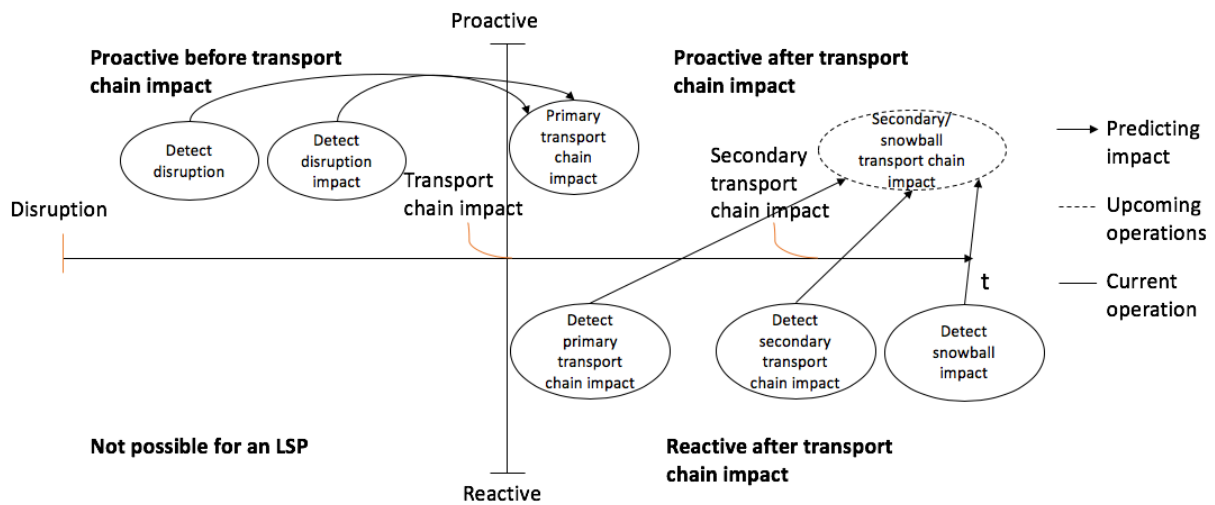 Proactive
Proactive before transport
chain impact
Proactive after transport
chain impact
Detect
disruption
Detect
disruption
impact
Primary
transport
chain
impact
Secondary/
snowball
transport chain
impact
Predicting
impact
Transport
chain impact
Secondary
transport
chain impact
Disruption
Upcoming
operations
t
Current
operation
Detect
primary
transport
chain impact
Detect
secondary
transport
chain impact
Detect
snowball
impact
Not possible for an LSP
Reactive after transport
chain impact
Reactive